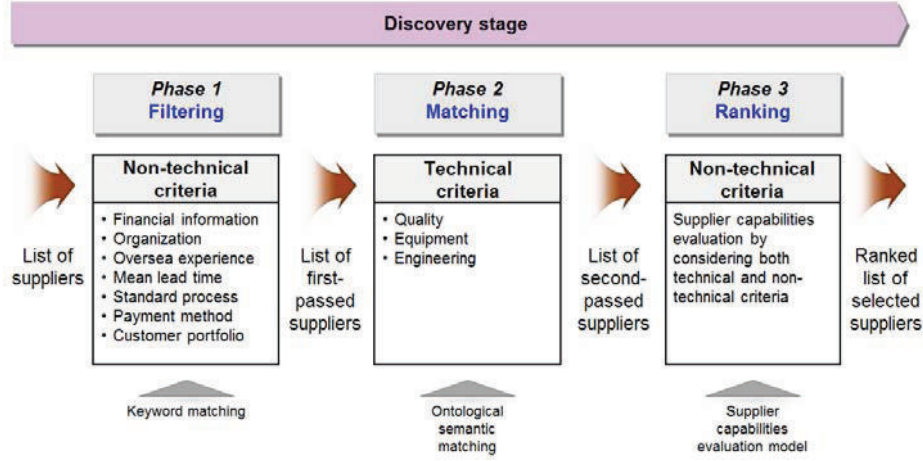 Discovery stage
Phase 1
Filtering
Phase 2
Matching
Phase 3
Ranking
List of
suppliers
Non-technical
criteria
• Financial information
• Organization
• Oversea experience
• Mean lead time
• Standard process
• Payment method
• Customer portfolio
Keyword matching
List of
first-
passed
suppliers
Technical
criteria
• Quality
• Equipment
• Engineering
Ontological
semantic
matching
List of
second-
passed
suppliers
Non-technical
criteria
Supplier capabilities
evaluation by
considering both
technical and non-
technical criteria
Supplier
capabilities
evaluation model
Ranked
list of
selected
suppliers